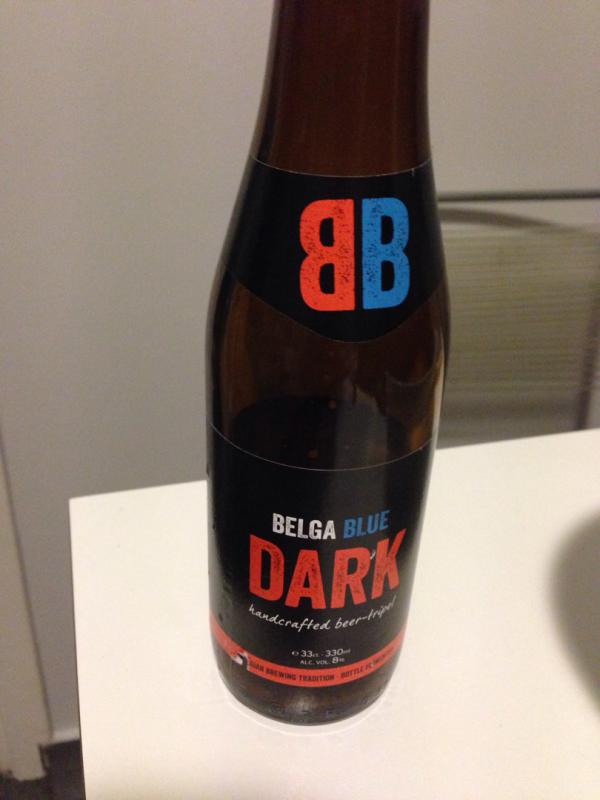 BB
BELGA BLUE
DARK
handcrafted beer-tripel
℮ 33cl. - 330ml
ALC. VOL. 8%
BREWING TRADITION - BOTTLE